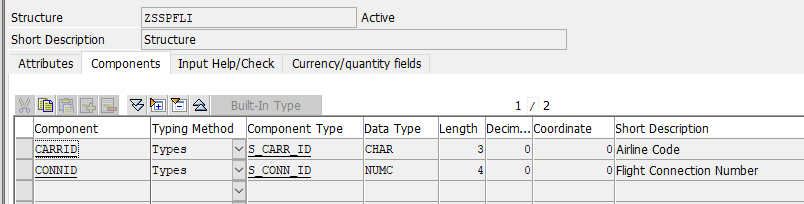 Structure ZSSPFLI Active
Short Description Structure
Attributes Components Input Help/Check Currency/quantity fields
Built-In Type 1 / 2
Component Typing Method Component Type Data Type Length Decim... Coordinate Short Description
CARRID Types S_CARR_ID CHAR 3 0 0 Airline Code
CONNID Types S_CONN_ID NUMC 4 0 0 Flight Connection Number